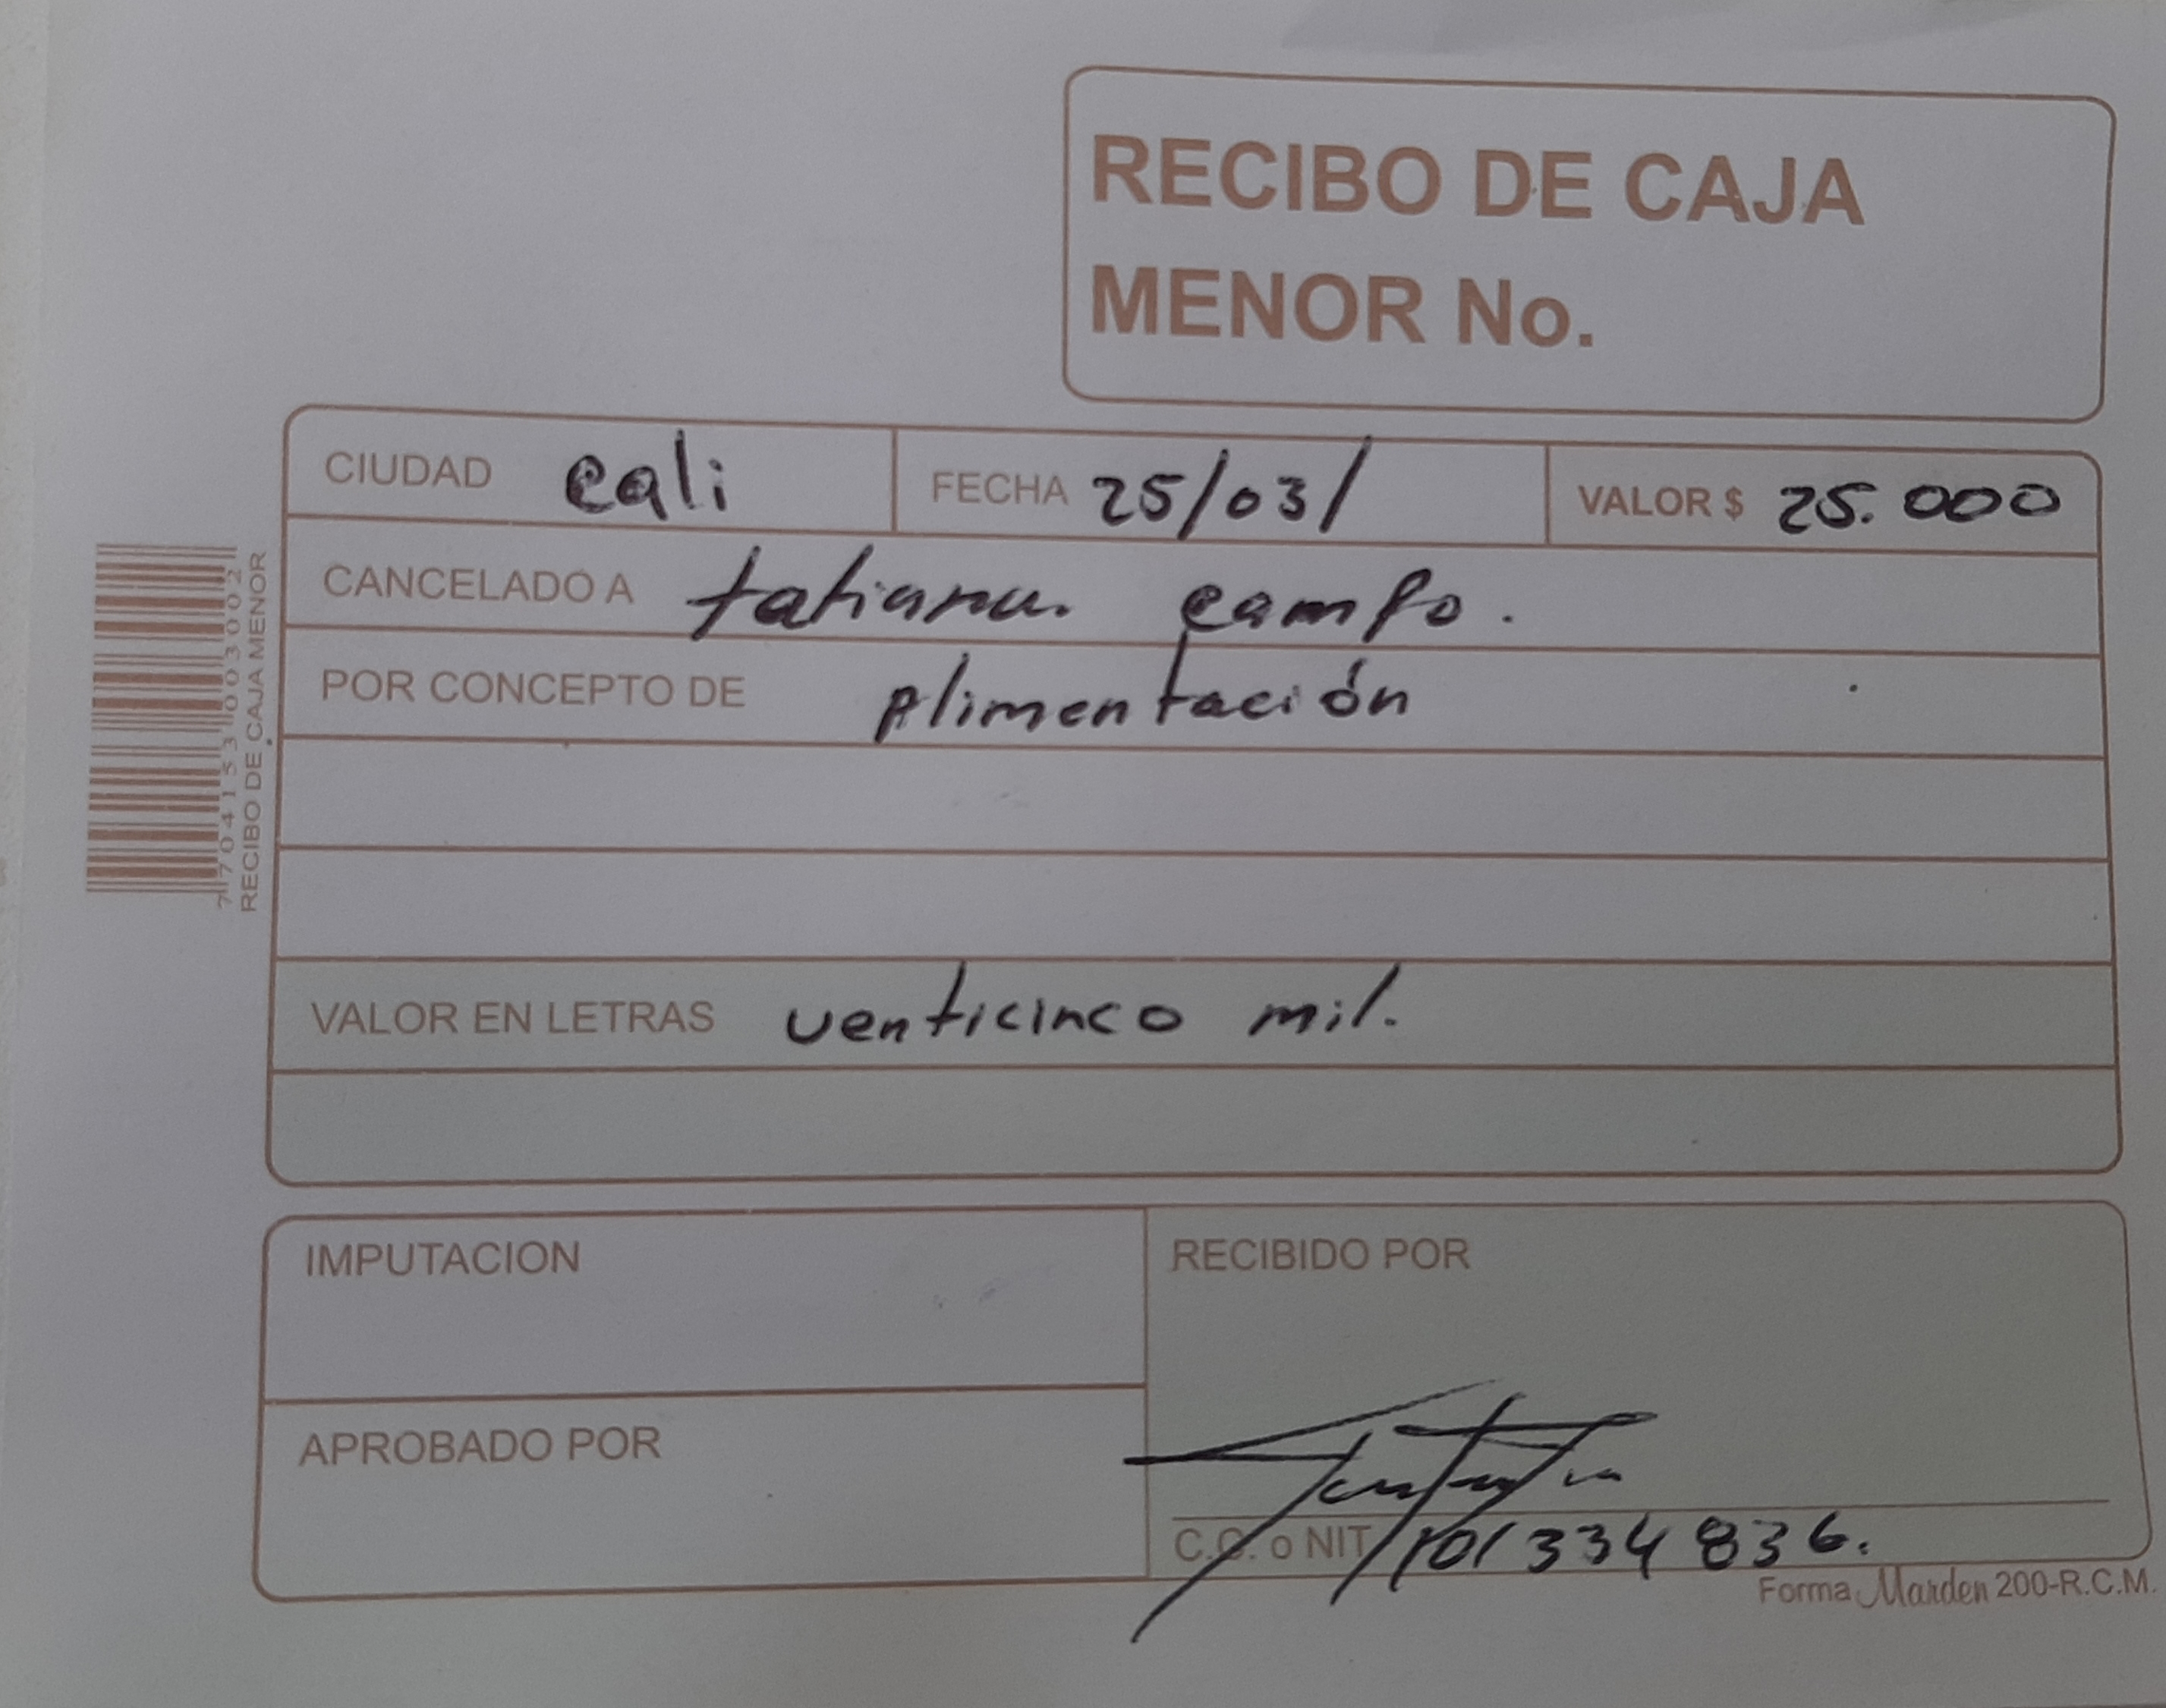 RECIBO DE CAJA
MENOR No.
CIUDAD cali FECHA 25/03/ VALOR $ 25.000
CANCELADO A tatiana campo.
POR CONCEPTO DE Alimentación
VALOR EN LETRAS venticinco mil.
7704153003002
RECIBO DE CAJA MENOR
IMPUTACION
RECIBIDO POR
APROBADO POR
C.C. o NIT 101334836.
Forma Marden 200-R.C.M.